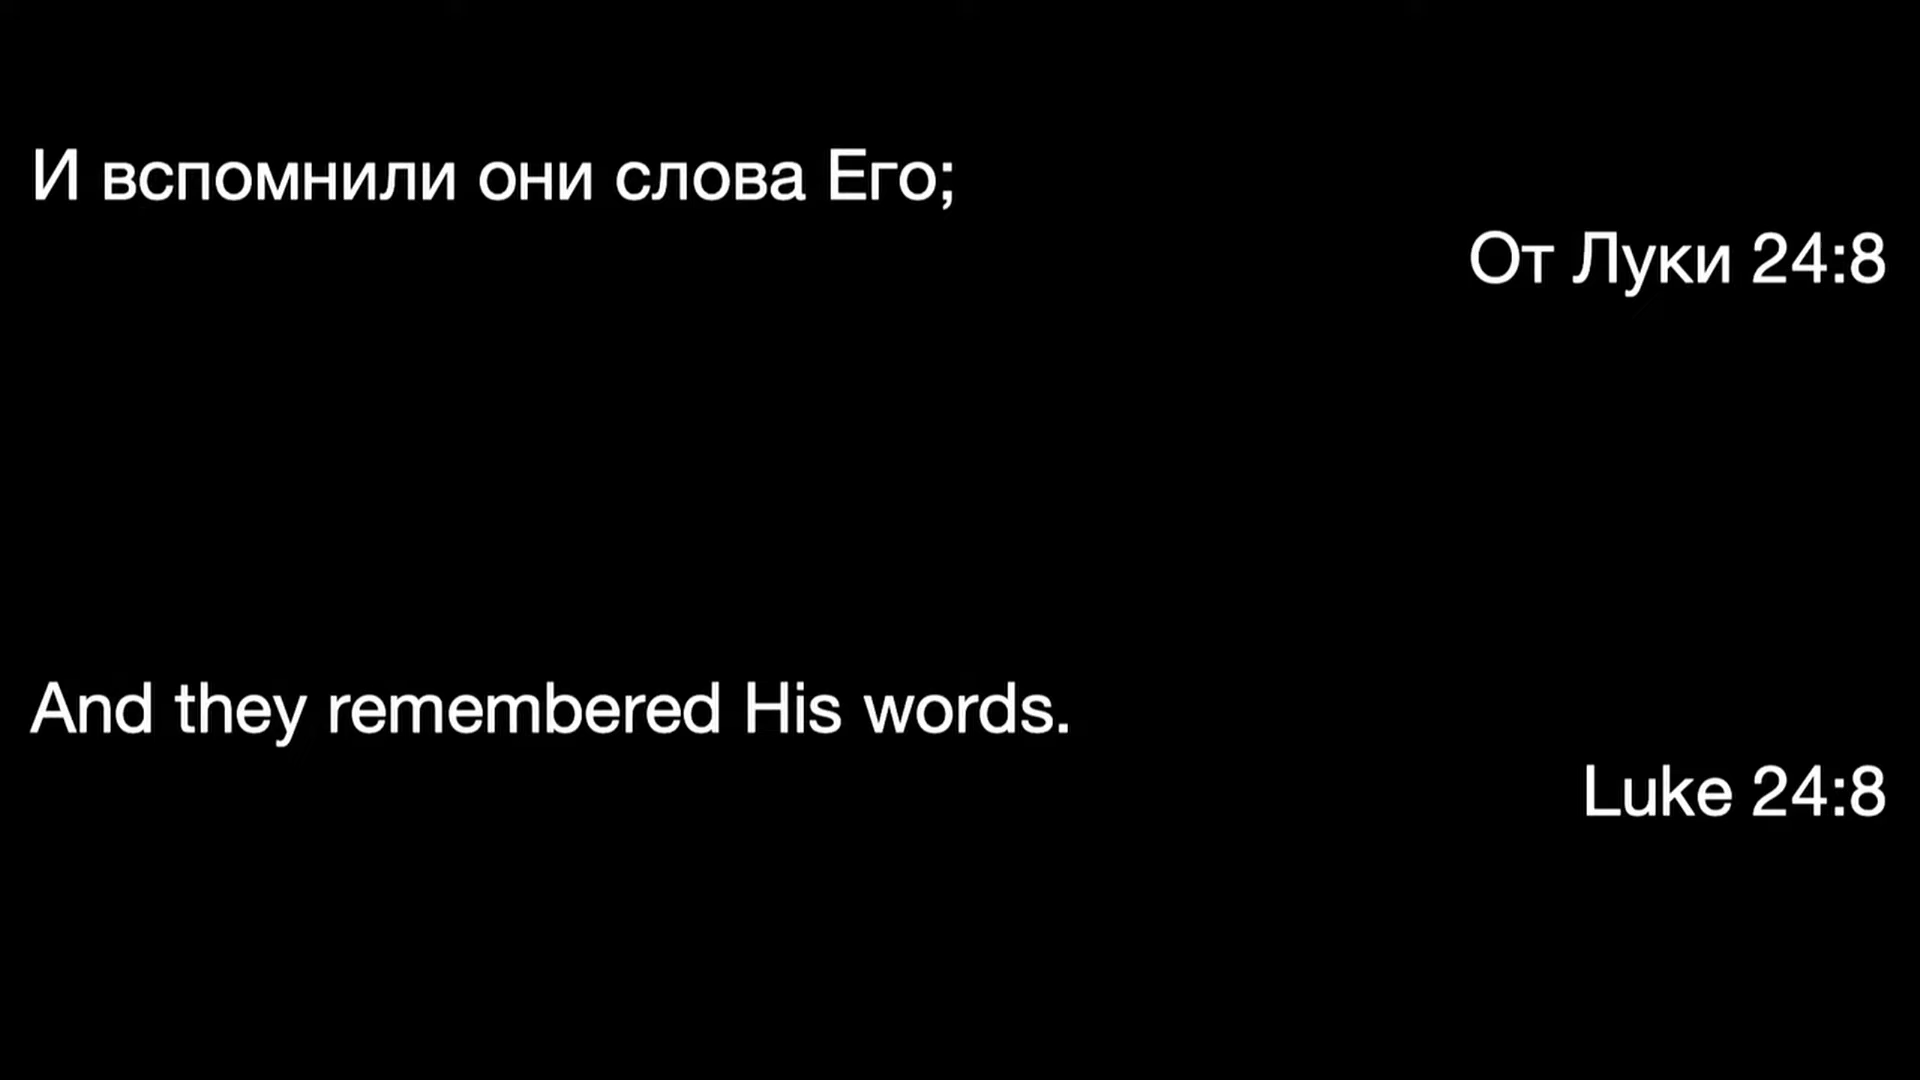 И вспомнили они слова Его;
От Луки 24:8
And they remembered His words.
Luke 24:8